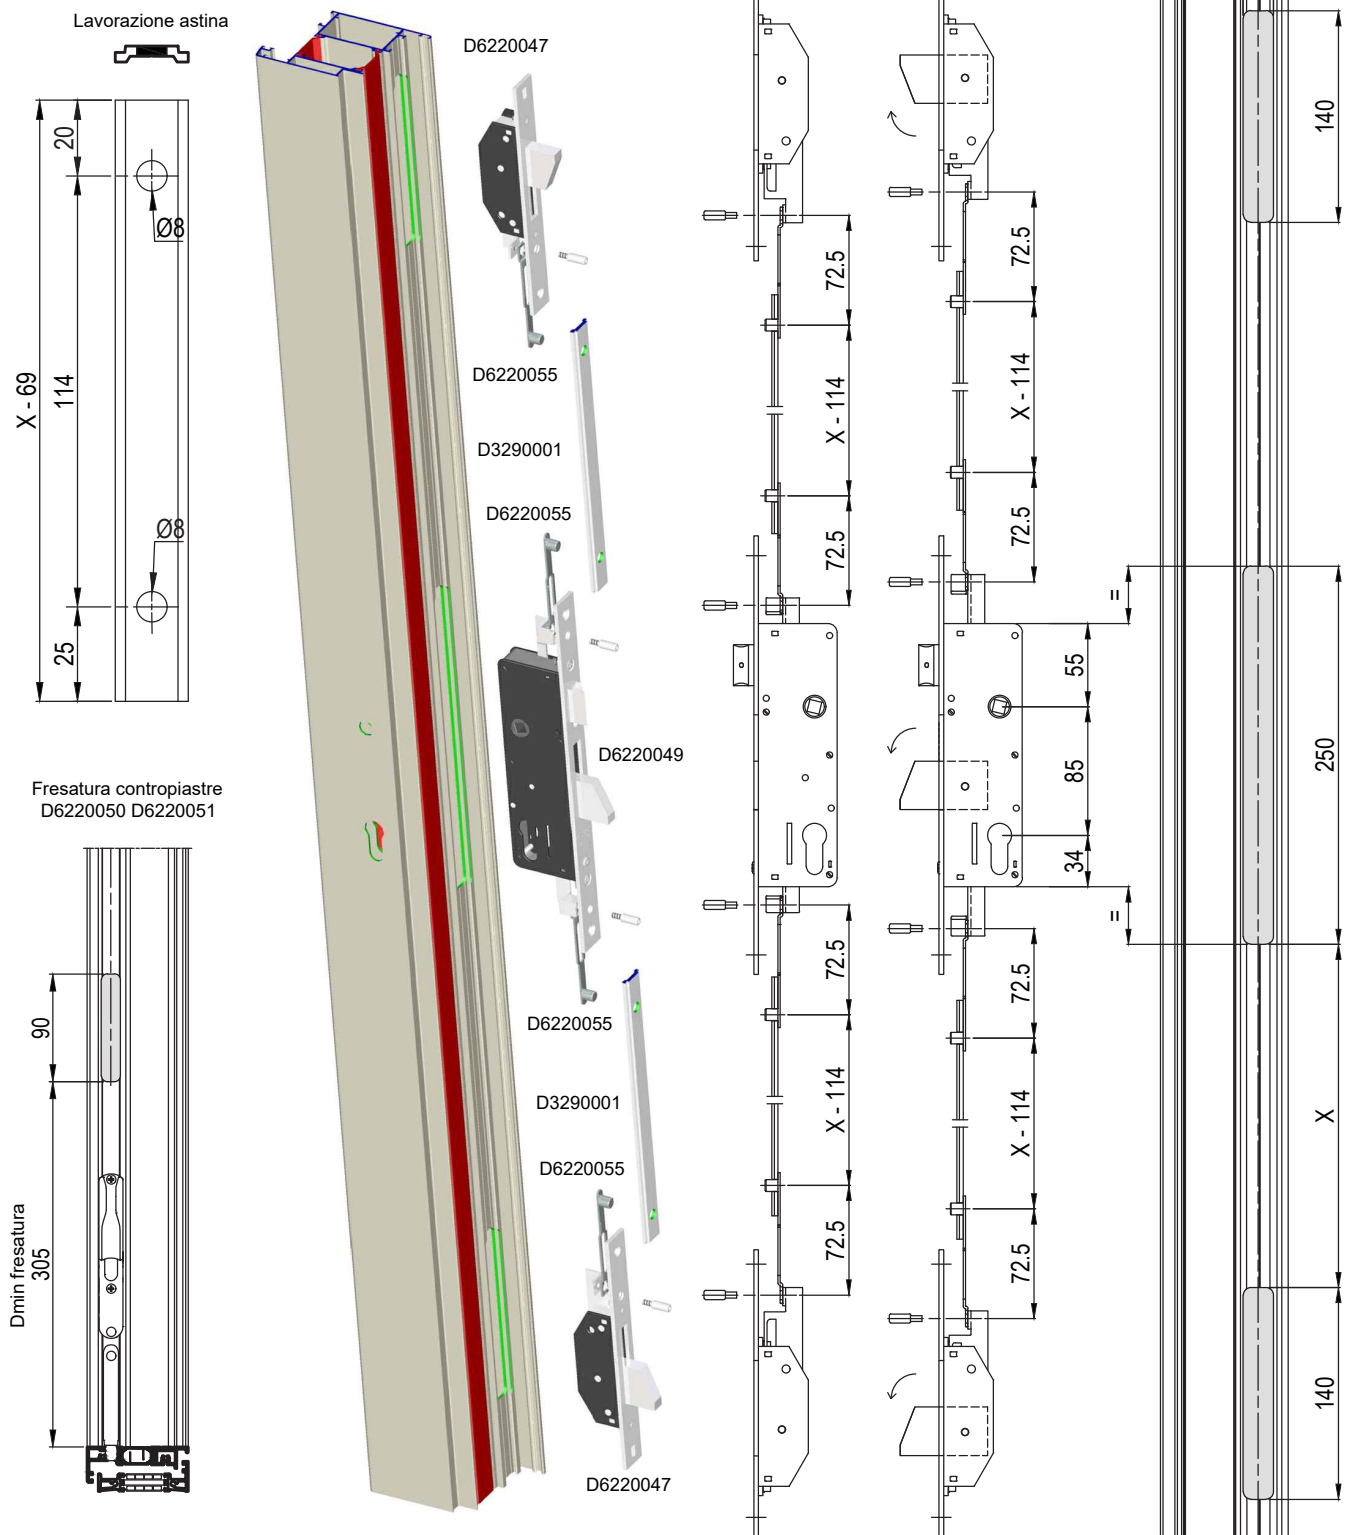 Lavorazione astina
20
Ø8
X - 69
114
Ø8
25
Fresatura contropiastre
D6220050 D6220051
90
Dmin fresatura
305
D6220047
D6220055
D3290001
D6220055
D6220049
D6220055
D3290001
D6220055
D6220047
72.5
X - 114
72.5
72.5
X - 114
72.5
72.5
X - 114
72.5
=
55
85
34
=
72.5
X - 114
72.5
140
250
X
140